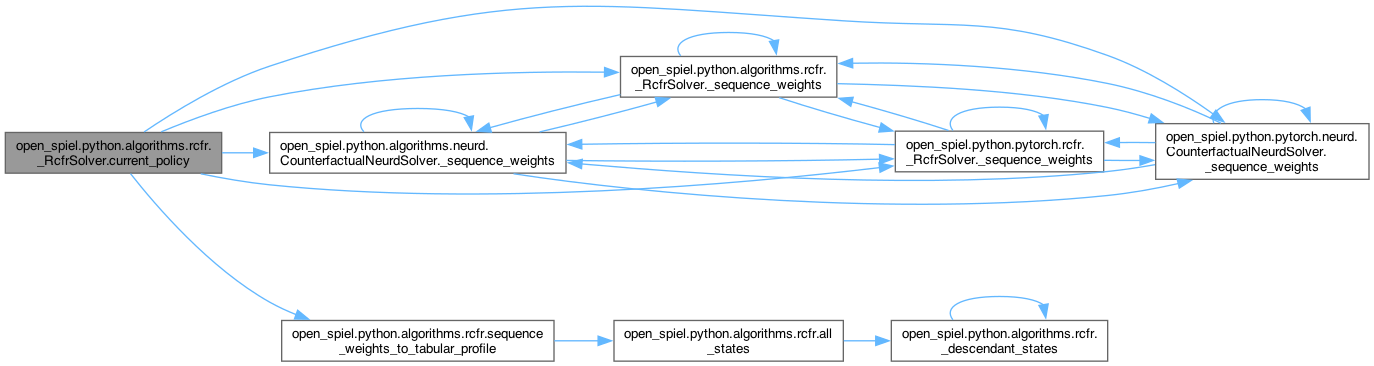 open_spiel.python.algorithms.rcfr.
_RcfrSolver.current_policy
open_spiel.python.algorithms.neurd.
CounterfactualNeurdSolver._sequence_weights
open_spiel.python.algorithms.rcfr.
_RcfrSolver._sequence_weights
open_spiel.python.pytorch.rcfr.
_RcfrSolver._sequence_weights
open_spiel.python.pytorch.neurd.
CounterfactualNeurdSolver.
_sequence_weights
open_spiel.python.algorithms.rcfr.sequence
_weights_to_tabular_profile
open_spiel.python.algorithms.rcfr.all
_states
open_spiel.python.algorithms.rcfr.
_descendant_states